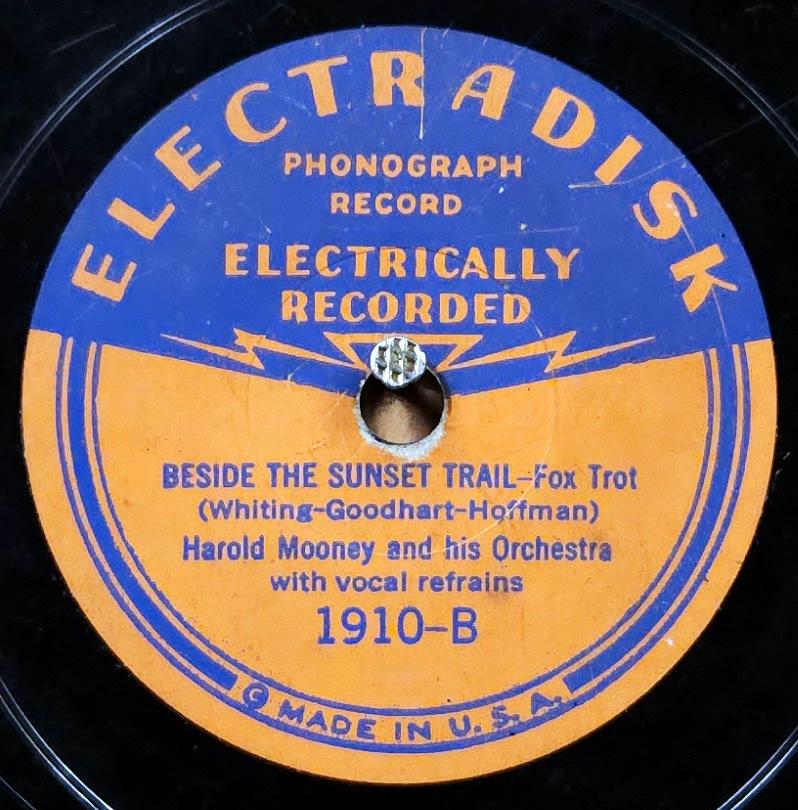 ELECTRADISK
PHONOGRAPH
RECORD
ELECTRICALLY
RECORDED
BESIDE THE SUNSET TRAIL–Fox Trot
(Whiting-Goodhart-Hoffman)
Harold Mooney and his Orchestra
with vocal refrains
1910–B
© MADE IN U.S.A.